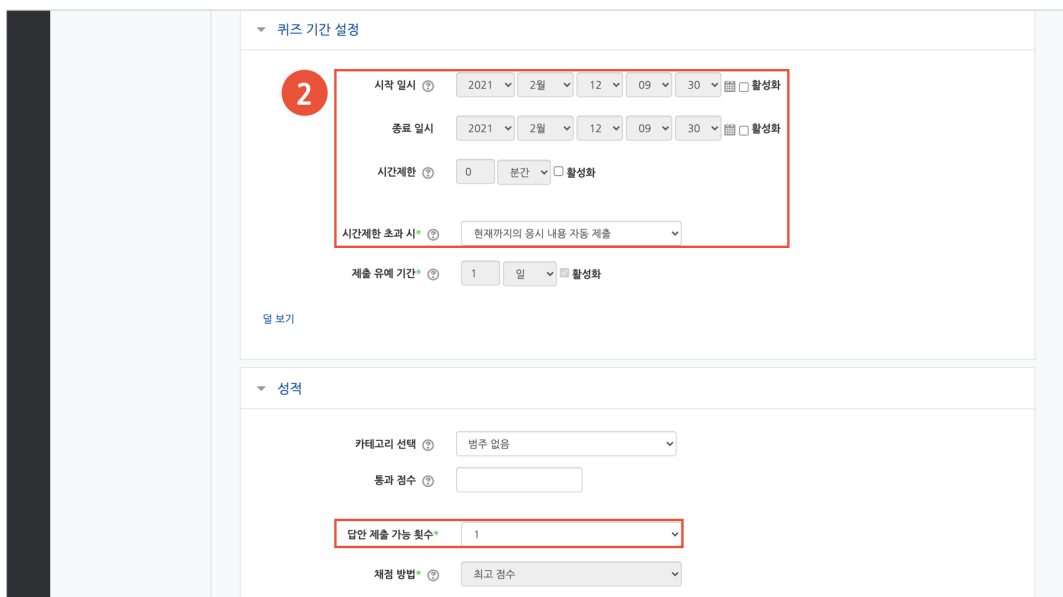 퀴즈 기간 설정
2
시작 일시 2021 2월 12 09 30 활성화
종료 일시 2021 2월 12 09 30 활성화
시간제한 0 분간 활성화
시간제한 초과 시* 현재까지의 응시 내용 자동 제출
제출 유예 기간* 1 일 활성화
덜 보기
성적
카테고리 선택 범주 없음
통과 점수
답안 제출 가능 횟수* 1
채점 방법* 최고 점수